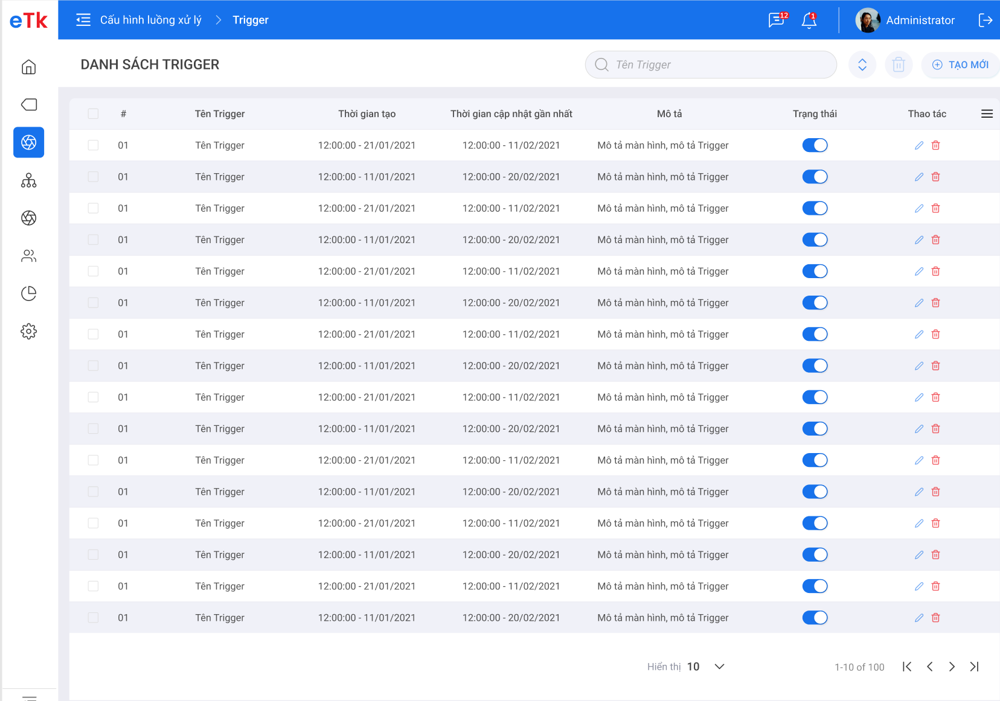 eTk
Cấu hình luồng xử lý > Trigger
12
1
Administrator
DANH SÁCH TRIGGER
Tên Trigger
TẠO MỚI
# Tên Trigger Thời gian tạo Thời gian cập nhật gần nhất Mô tả Trạng thái Thao tác
01 Tên Trigger 12:00:00 - 21/01/2021 12:00:00 - 11/02/2021 Mô tả màn hình, mô tả Trigger
01 Tên Trigger 12:00:00 - 11/01/2021 12:00:00 - 20/02/2021 Mô tả màn hình, mô tả Trigger
01 Tên Trigger 12:00:00 - 21/01/2021 12:00:00 - 11/02/2021 Mô tả màn hình, mô tả Trigger
01 Tên Trigger 12:00:00 - 11/01/2021 12:00:00 - 20/02/2021 Mô tả màn hình, mô tả Trigger
01 Tên Trigger 12:00:00 - 21/01/2021 12:00:00 - 11/02/2021 Mô tả màn hình, mô tả Trigger
01 Tên Trigger 12:00:00 - 11/01/2021 12:00:00 - 20/02/2021 Mô tả màn hình, mô tả Trigger
01 Tên Trigger 12:00:00 - 21/01/2021 12:00:00 - 11/02/2021 Mô tả màn hình, mô tả Trigger
01 Tên Trigger 12:00:00 - 11/01/2021 12:00:00 - 20/02/2021 Mô tả màn hình, mô tả Trigger
01 Tên Trigger 12:00:00 - 21/01/2021 12:00:00 - 11/02/2021 Mô tả màn hình, mô tả Trigger
01 Tên Trigger 12:00:00 - 11/01/2021 12:00:00 - 20/02/2021 Mô tả màn hình, mô tả Trigger
01 Tên Trigger 12:00:00 - 21/01/2021 12:00:00 - 11/02/2021 Mô tả màn hình, mô tả Trigger
01 Tên Trigger 12:00:00 - 11/01/2021 12:00:00 - 20/02/2021 Mô tả màn hình, mô tả Trigger
01 Tên Trigger 12:00:00 - 21/01/2021 12:00:00 - 11/02/2021 Mô tả màn hình, mô tả Trigger
01 Tên Trigger 12:00:00 - 11/01/2021 12:00:00 - 20/02/2021 Mô tả màn hình, mô tả Trigger
01 Tên Trigger 12:00:00 - 21/01/2021 12:00:00 - 11/02/2021 Mô tả màn hình, mô tả Trigger
01 Tên Trigger 12:00:00 - 11/01/2021 12:00:00 - 20/02/2021 Mô tả màn hình, mô tả Trigger
Hiển thị 10
1-10 of 100